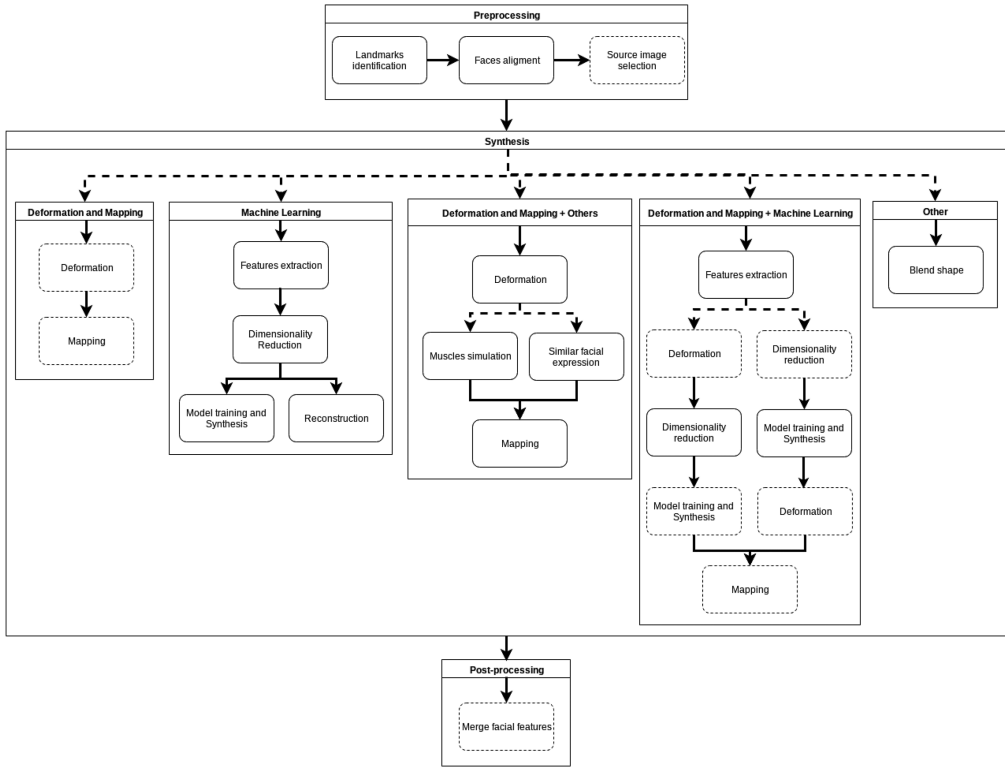 Preprocessing
Landmarks
identification
Faces aligment
Source image
selection
Synthesis
Deformation and Mapping
Deformation
Mapping
Machine Learning
Features extraction
Dimensionality
Reduction
Model training and
Synthesis
Reconstruction
Deformation and Mapping + Others
Deformation
Muscles simulation
Similar facial
expression
Mapping
Deformation and Mapping + Machine Learning
Features extraction
Deformation
Dimensionality
reduction
Dimensionality
reduction
Model training and
Synthesis
Model training and
Synthesis
Deformation
Mapping
Other
Blend shape
Post-processing
Merge facial features